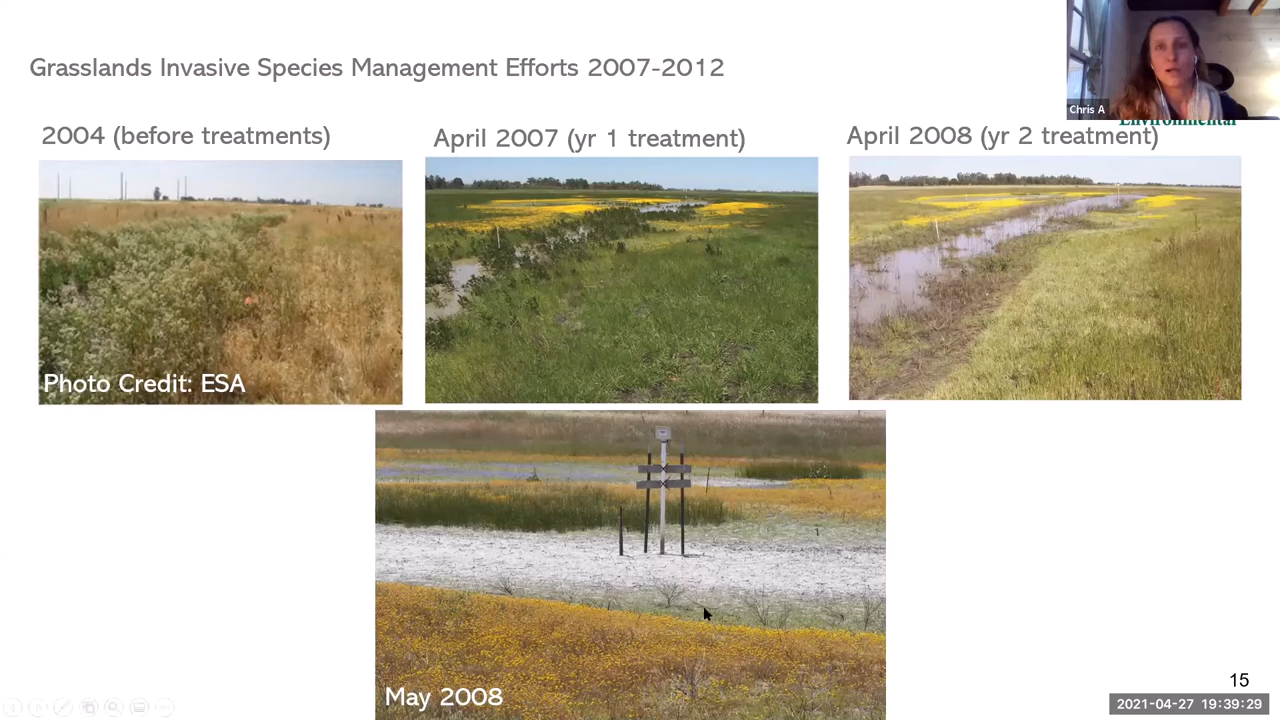 Grasslands Invasive Species Management Efforts 2007-2012
Chris A
Environmental
2004 (before treatments)
April 2007 (yr 1 treatment)
April 2008 (yr 2 treatment)
Photo Credit: ESA
May 2008
15
2021-04-27 19:39:29